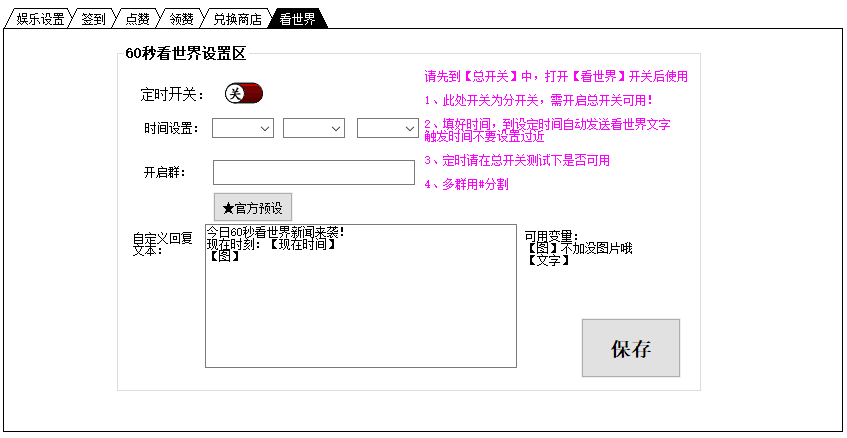 娱乐设置 签到 点赞 领赞 兑换商店 看世界
60秒看世界设置区
请先到【总开关】中，打开【看世界】开关后使用
定时开关： 关
1、此处开关为分开关，需开启总开关可用！
时间设置：
2、填好时间，到设定时间自动发送看世界文字
触发时间不要设置过近
3、定时请在总开关测试下是否可用
开启群：
4、多群用#分割
★官方预设
自定义回复
文本：
今日60秒看世界新闻来袭！
现在时刻：【现在时间】
【图】
可用变量：
【图】不加没图片哦
【文字】
保存